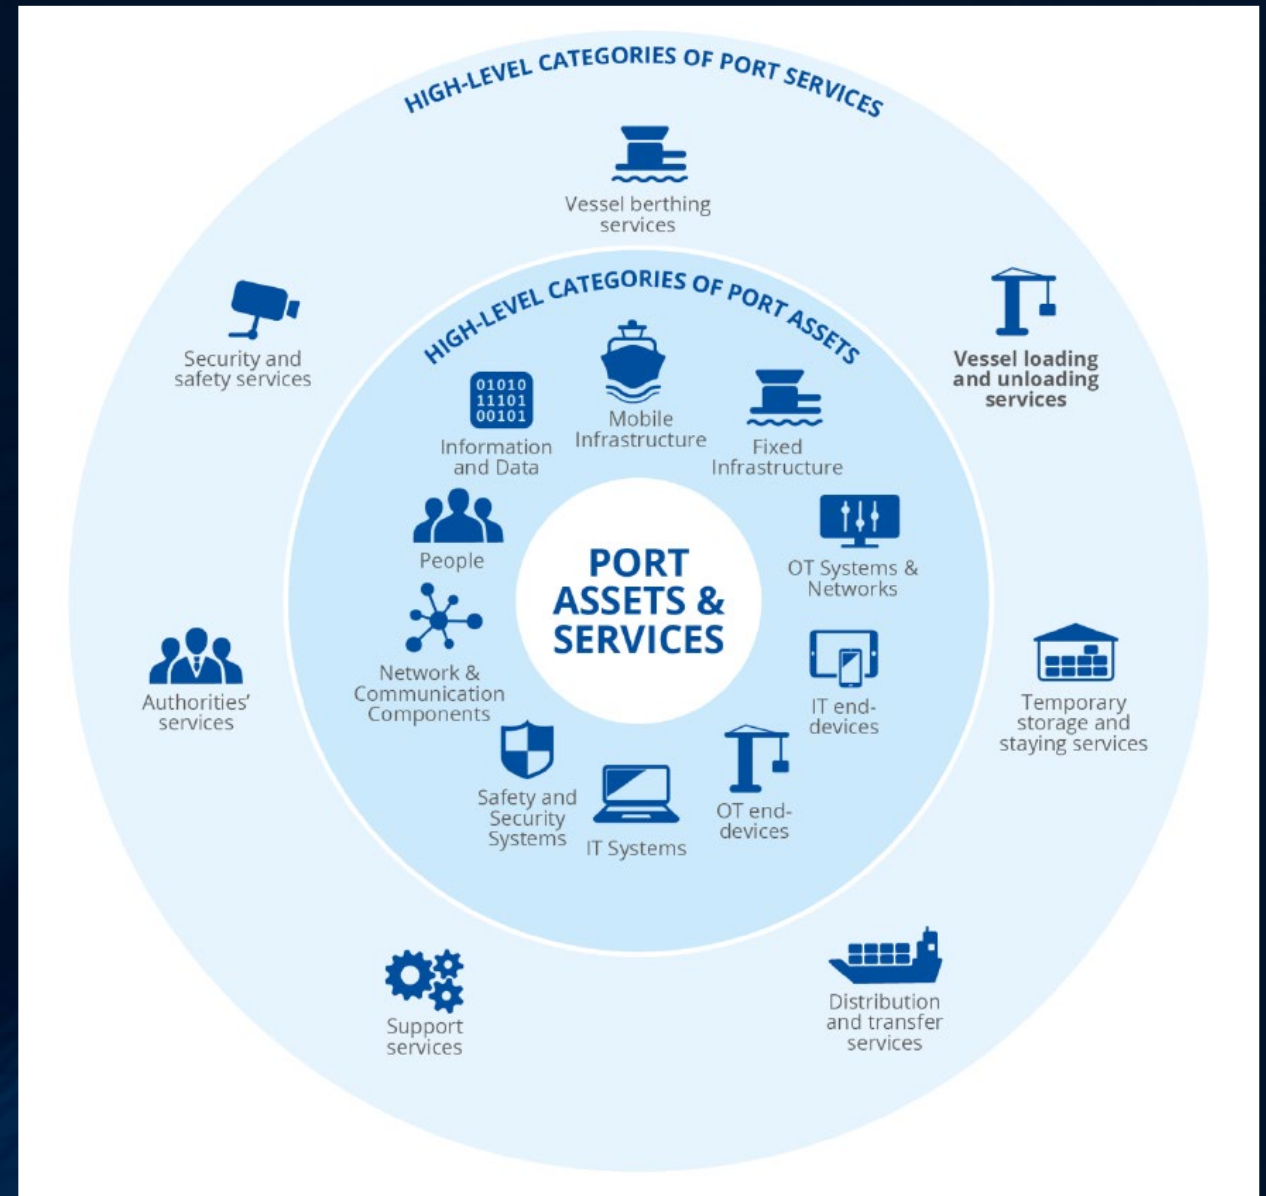 HIGH-LEVEL CATEGORIES OF PORT SERVICES
Vessel berthing
services
Vessel loading
and unloading
services
Temporary
storage and
staying services
Distribution
and transfer
services
Support
services
Authorities’
services
Security and
safety services
HIGH-LEVEL CATEGORIES OF PORT ASSETS
Mobile
Infrastructure
Fixed
Infrastructure
OT Systems &
Networks
IT end-
devices
OT end-
devices
IT Systems
Safety and
Security
Systems
Network &
Communication
Components
People
01010
11101
00101
Information
and Data
PORT
ASSETS &
SERVICES